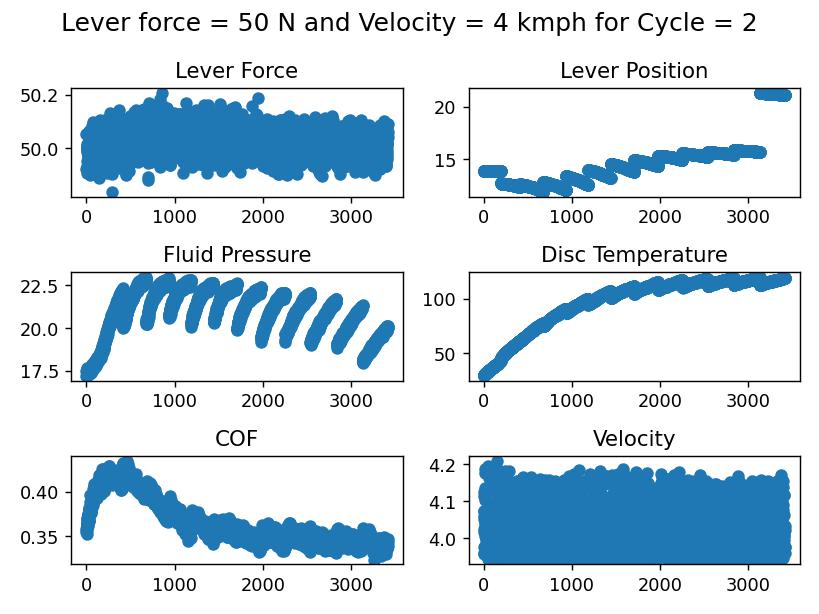 Lever force = 50 N and Velocity = 4 kmph for Cycle = 2
Lever Force
50.2
50.0
0 1000 2000 3000
Lever Position
20
15
0 1000 2000 3000
Fluid Pressure
22.5
20.0
17.5
0 1000 2000 3000
Disc Temperature
100
50
0 1000 2000 3000
COF
0.40
0.35
0 1000 2000 3000
Velocity
4.2
4.1
4.0
0 1000 2000 3000